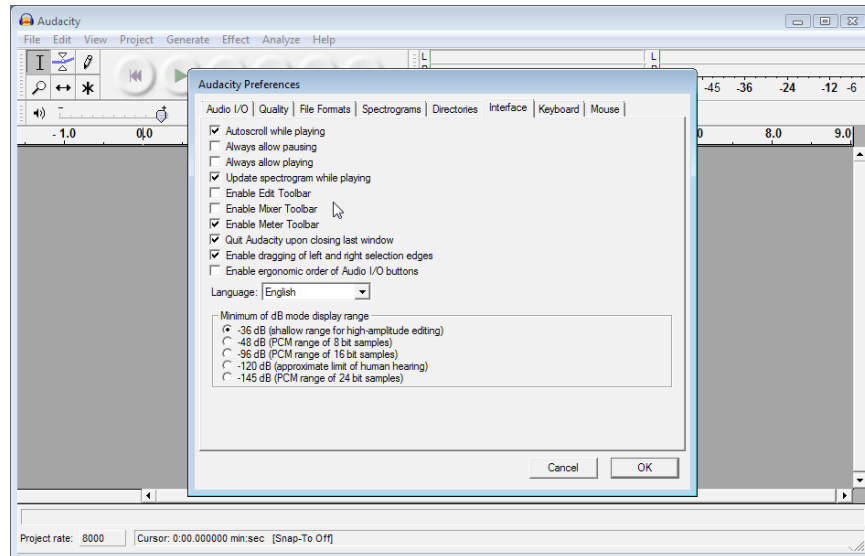 Audacity
File Edit View Project Generate Effect Analyze Help
L
L
-45 -36 -24 -12 -6
- 1.0 0.0 8.0 9.0
Audacity Preferences
Audio I/O Quality File Formats Spectrograms Directories Interface Keyboard Mouse
Autoscroll while playing
Always allow pausing
Always allow playing
Update spectrogram while playing
Enable Edit Toolbar
Enable Mixer Toolbar
Enable Meter Toolbar
Quit Audacity upon closing last window
Enable dragging of left and right selection edges
Enable ergonomic order of Audio I/O buttons
Language: English
Minimum of dB mode display range
-36 dB (shallow range for high-amplitude editing)
-48 dB (PCM range of 8 bit samples)
-96 dB (PCM range of 16 bit samples)
-120 dB (approximate limit of human hearing)
-145 dB (PCM range of 24 bit samples)
Cancel OK
Project rate: 8000 Cursor: 0:00.000000 min:sec [Snap-To Off]